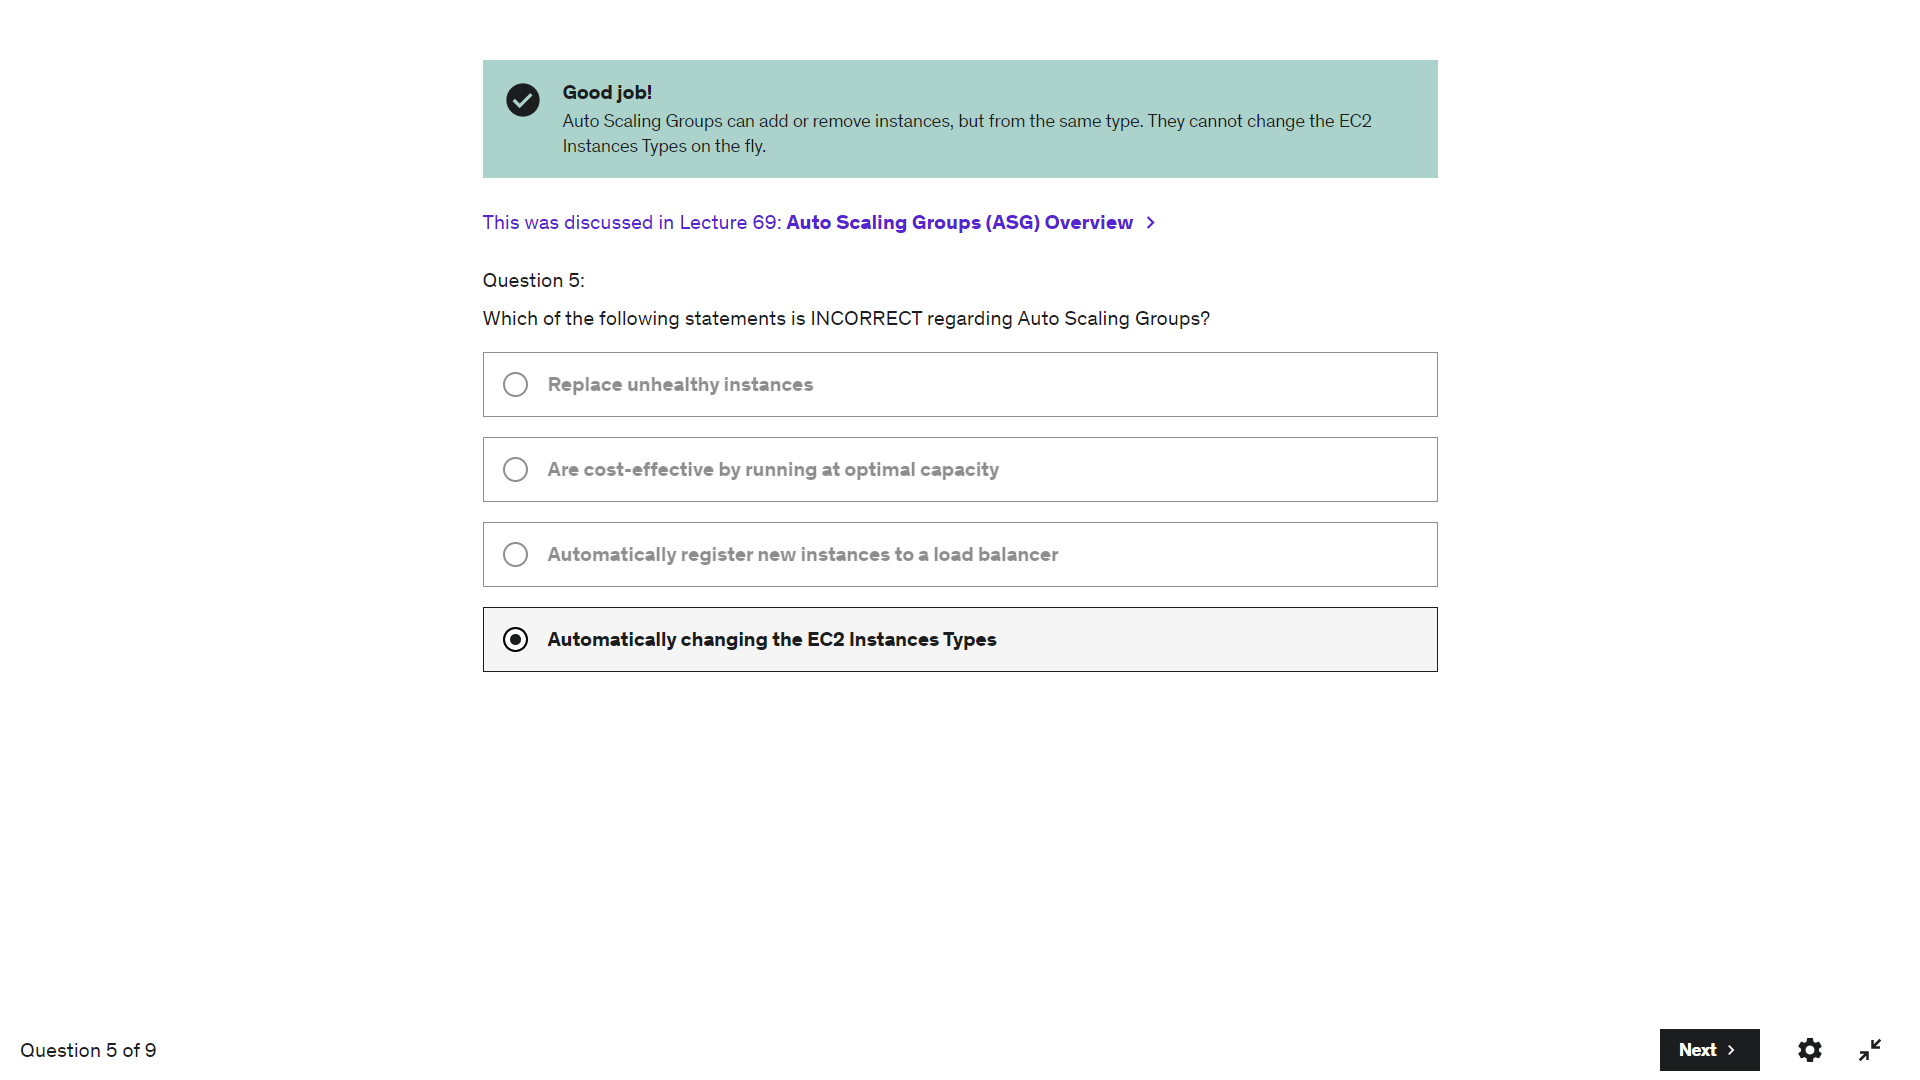 Good job!
Auto Scaling Groups can add or remove instances, but from the same type. They cannot change the EC2
Instances Types on the fly.
This was discussed in Lecture 69: Auto Scaling Groups (ASG) Overview
Question 5:
Which of the following statements is INCORRECT regarding Auto Scaling Groups?
Replace unhealthy instances
Are cost-effective by running at optimal capacity
Automatically register new instances to a load balancer
Automatically changing the EC2 Instances Types
Question 5 of 9
Next